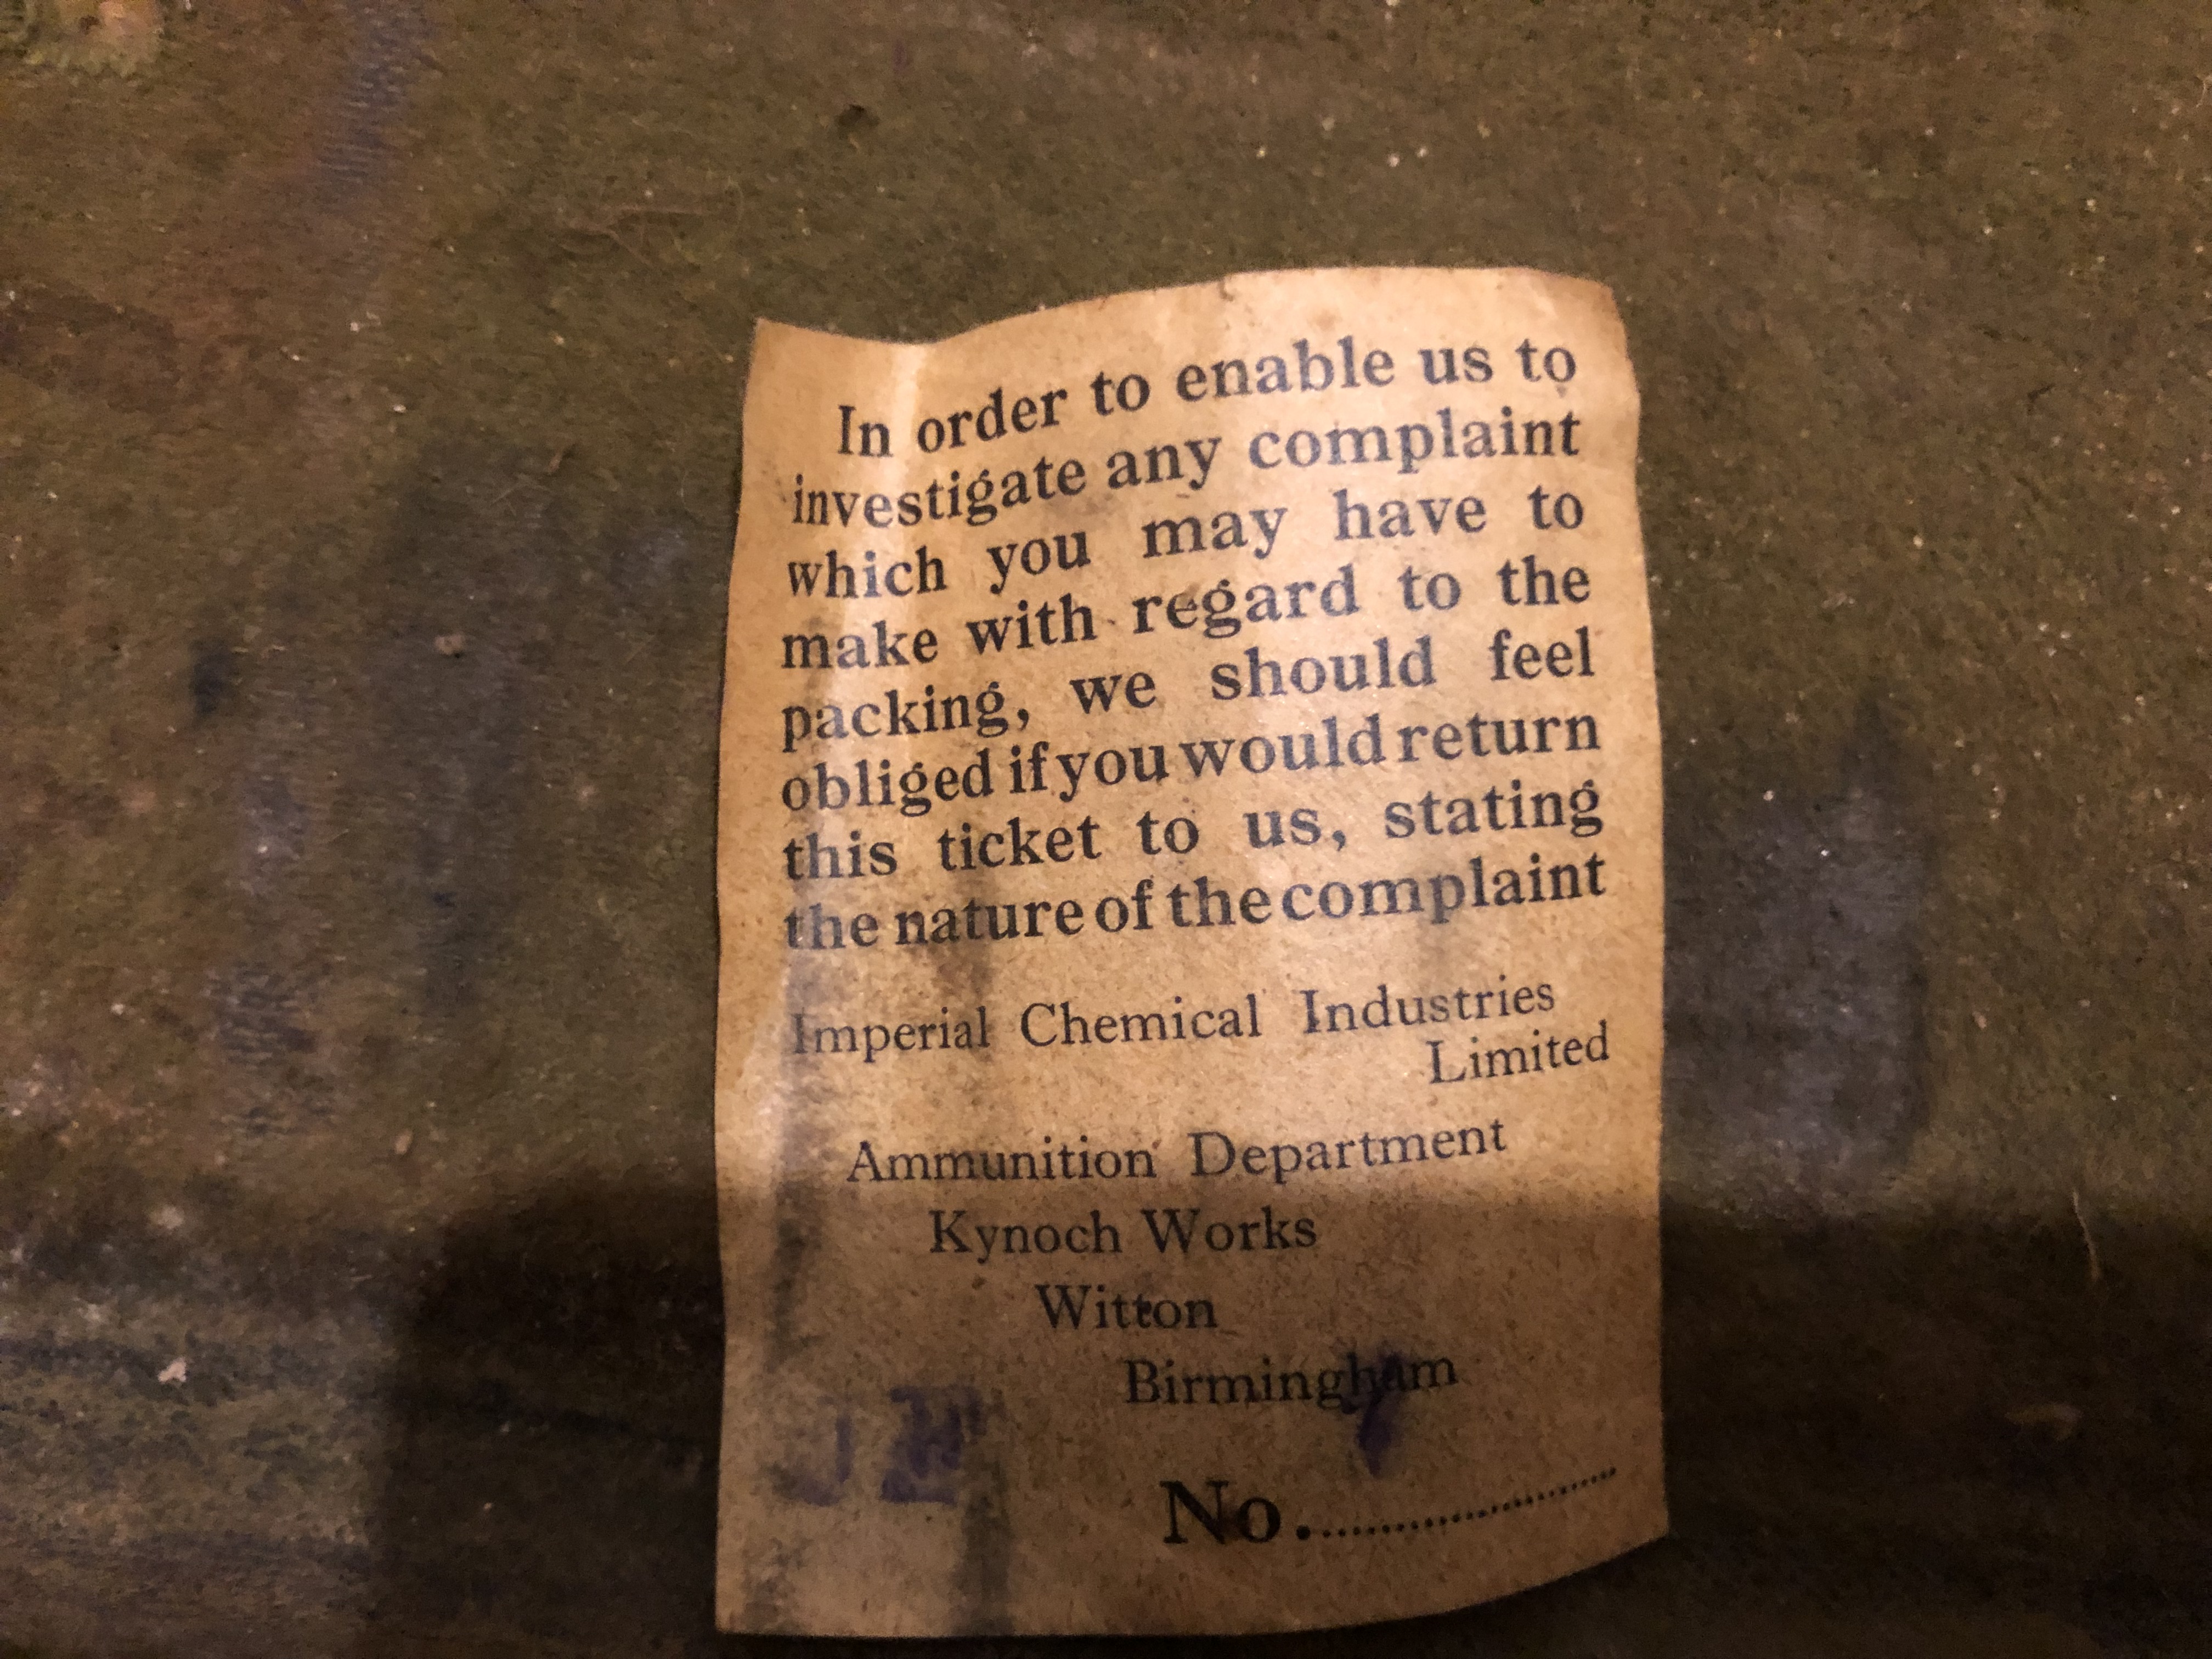 In order to enable us to
investigate any complaint
which you may have to
make with regard to the
packing, we should feel
obliged if you would return
this ticket to us, stating
the nature of the complaint
Imperial Chemical Industries
Limited
Ammunition Department
Kynoch Works
Witton
Birmingham
No...................